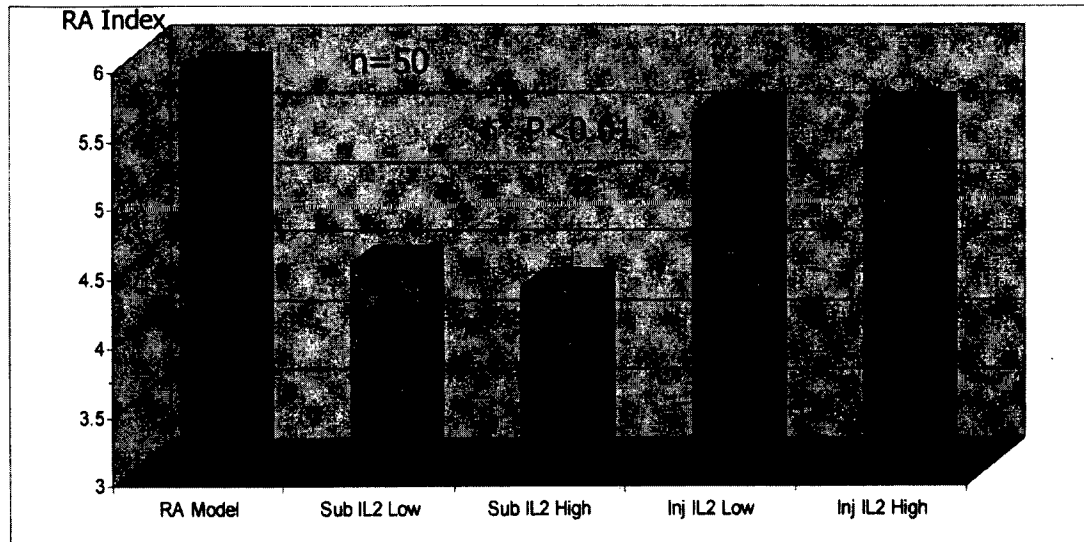 RA Index
n=50
P<0.01
6
5.5
5
4.5
4
3.5
3
RA Model Sub IL2 Low Sub IL2 High Inj IL2 Low Inj IL2 High